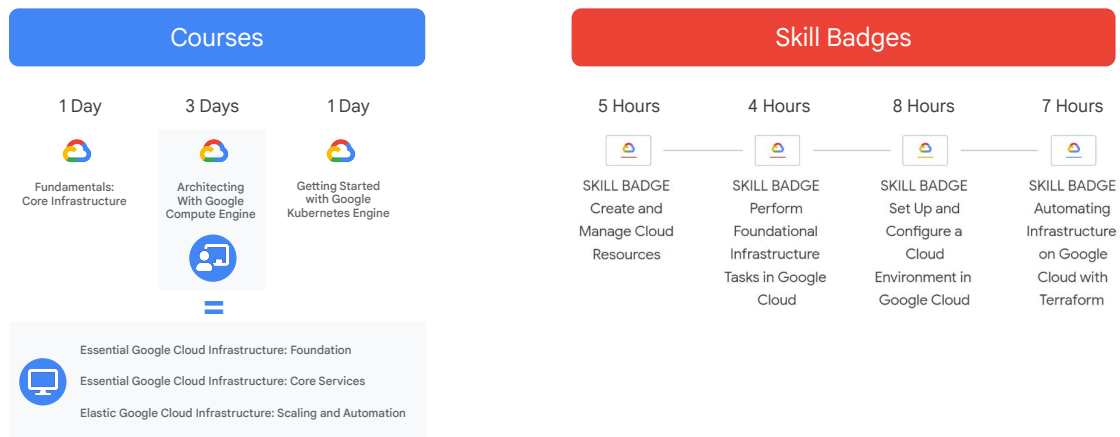 Courses
1 Day
3 Days
1 Day
Fundamentals:
Core Infrastructure
Architecting
With Google
Compute Engine
Getting Started
with Google
Kubernetes Engine
Essential Google Cloud Infrastructure: Foundation
Essential Google Cloud Infrastructure: Core Services
Elastic Google Cloud Infrastructure: Scaling and Automation
Skill Badges
5 Hours
4 Hours
8 Hours
7 Hours
SKILL BADGE
Create and
Manage Cloud
Resources
SKILL BADGE
Perform
Foundational
Infrastructure
Tasks in Google
Cloud
SKILL BADGE
Set Up and
Configure a
Cloud
Environment in
Google Cloud
SKILL BADGE
Automating
Infrastructure
on Google
Cloud with
Terraform